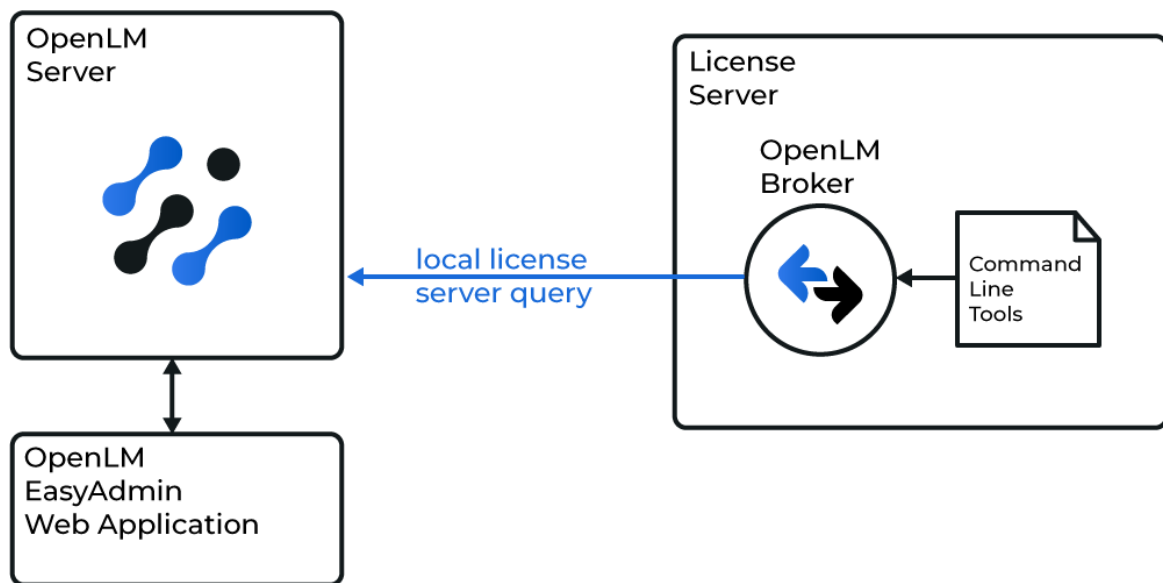 OpenLM
Server
License
Server
OpenLM
Broker
local license
server query
Command
Line
Tools
OpenLM
EasyAdmin
Web Application